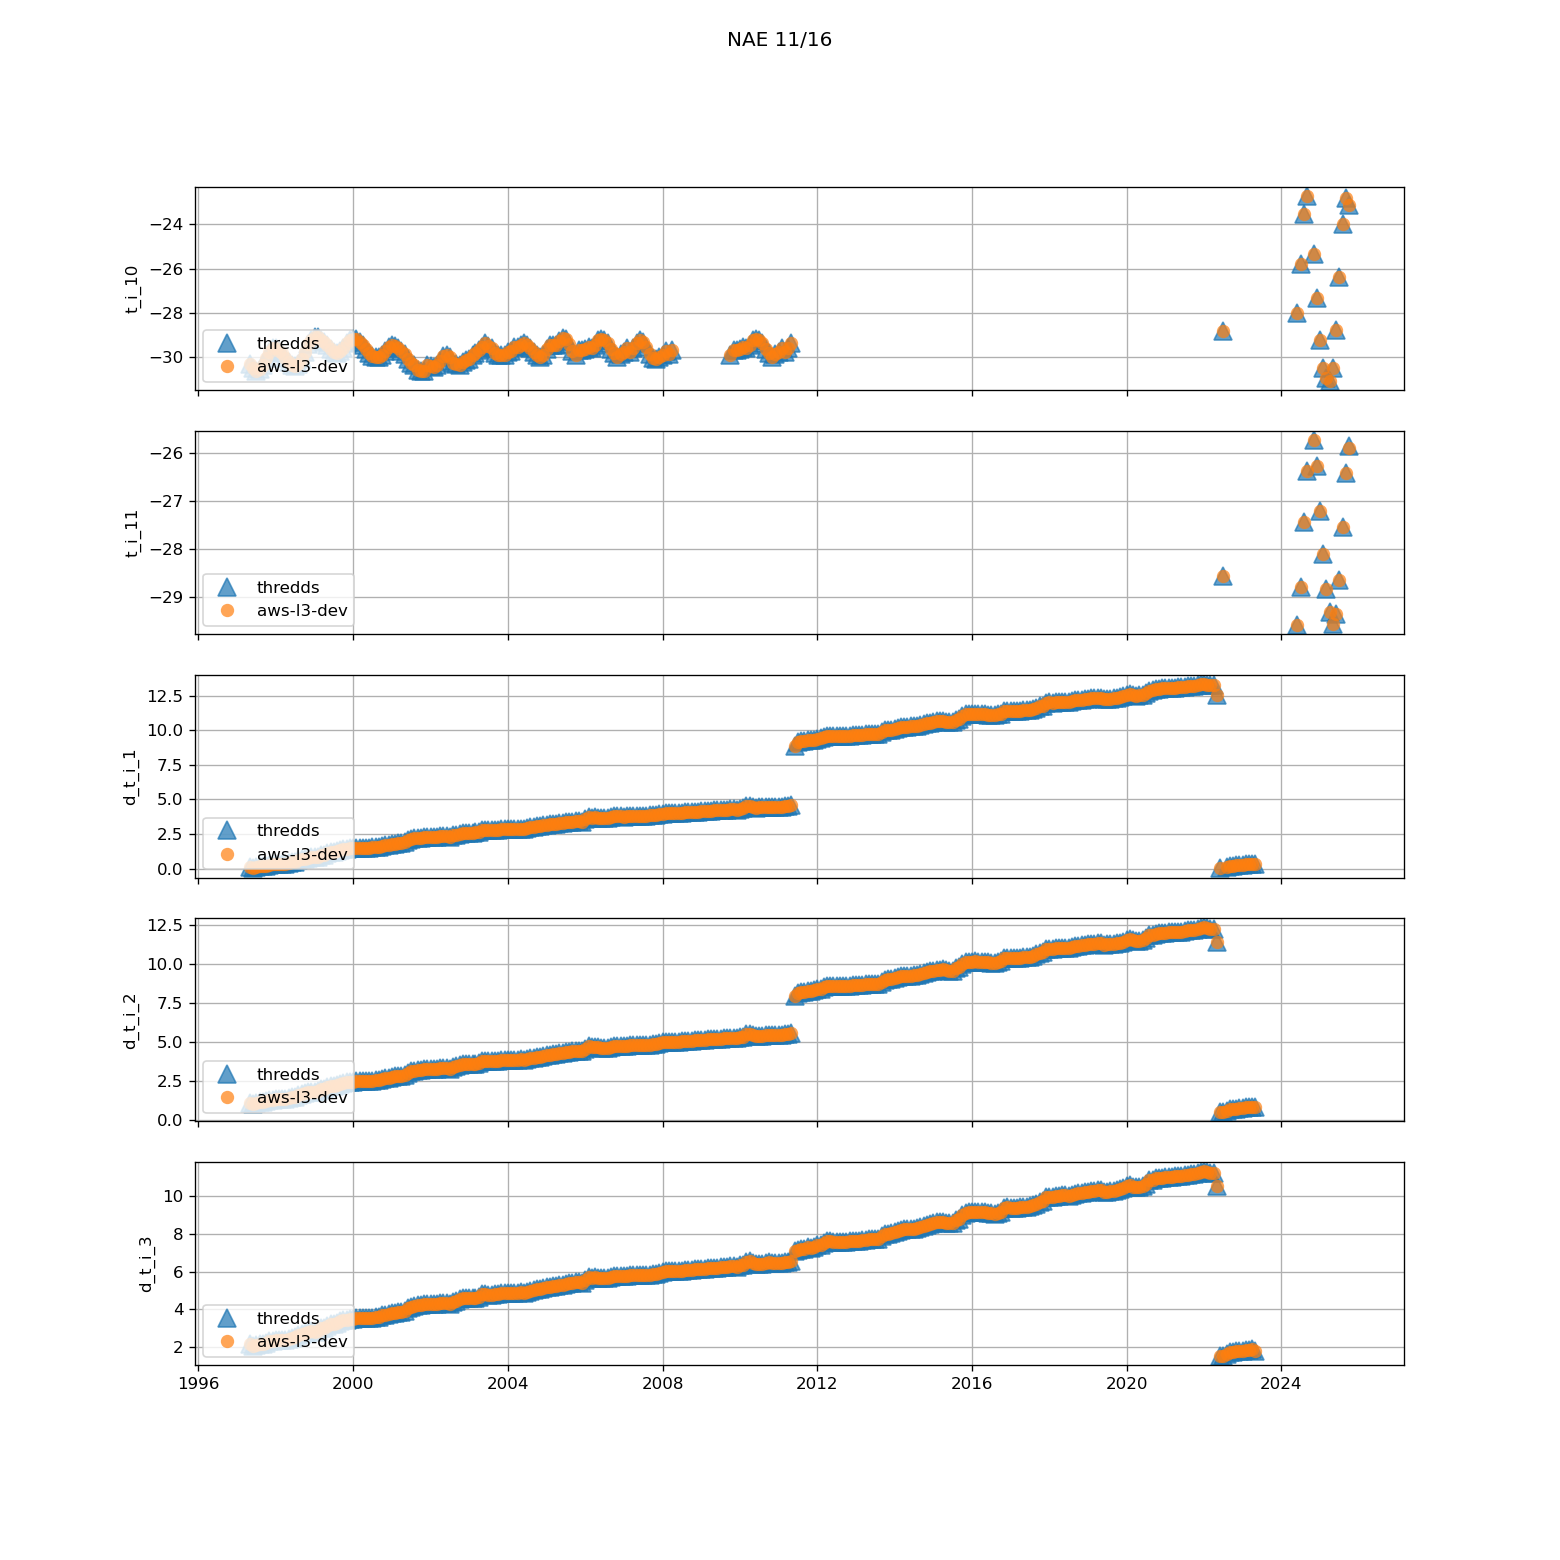 NAE 11/16
t_i_10
−24
−26
−28
−30
thredds
aws-l3-dev
t_i_11
−26
−27
−28
−29
thredds
aws-l3-dev
d_t_i_1
12.5
10.0
7.5
5.0
2.5
0.0
thredds
aws-l3-dev
d_t_i_2
12.5
10.0
7.5
5.0
2.5
0.0
thredds
aws-l3-dev
d_t_i_3
10
8
6
4
2
thredds
aws-l3-dev
1996 2000 2004 2008 2012 2016 2020 2024